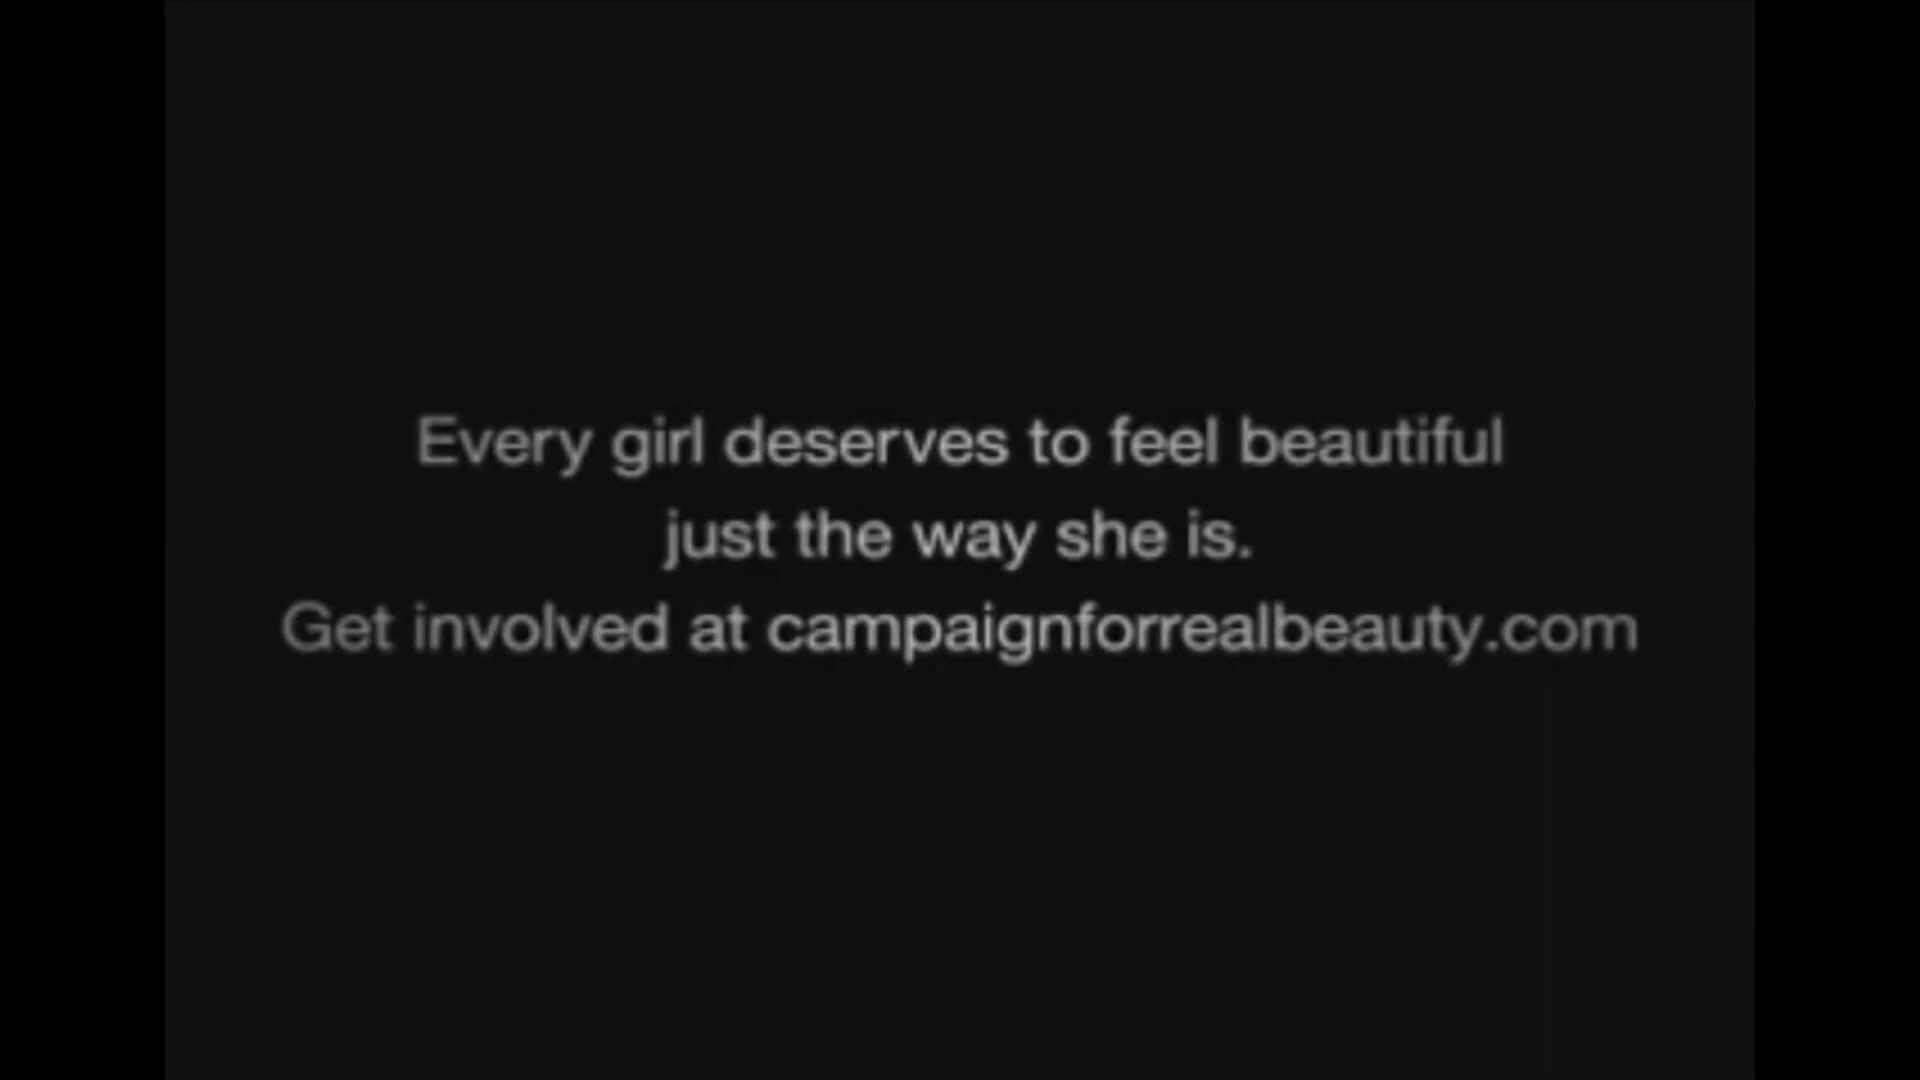 Every girl deserves to feel beautiful
just the way she is.
Get involved at campaignforrealbeauty.com